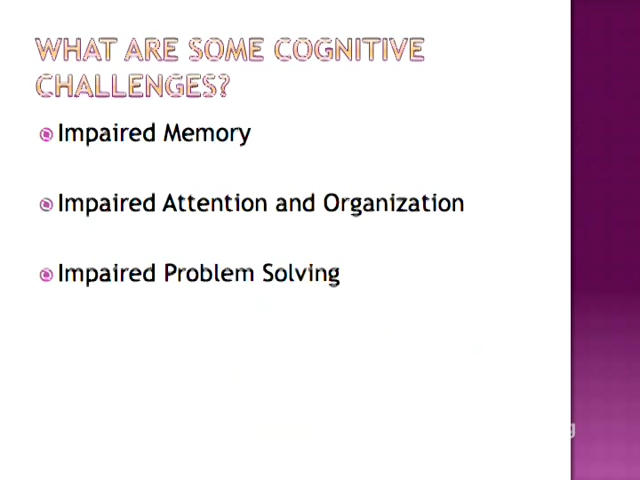 WHAT ARE SOME COGNITIVE
CHALLENGES?
Impaired Memory
Impaired Attention and Organization
Impaired Problem Solving